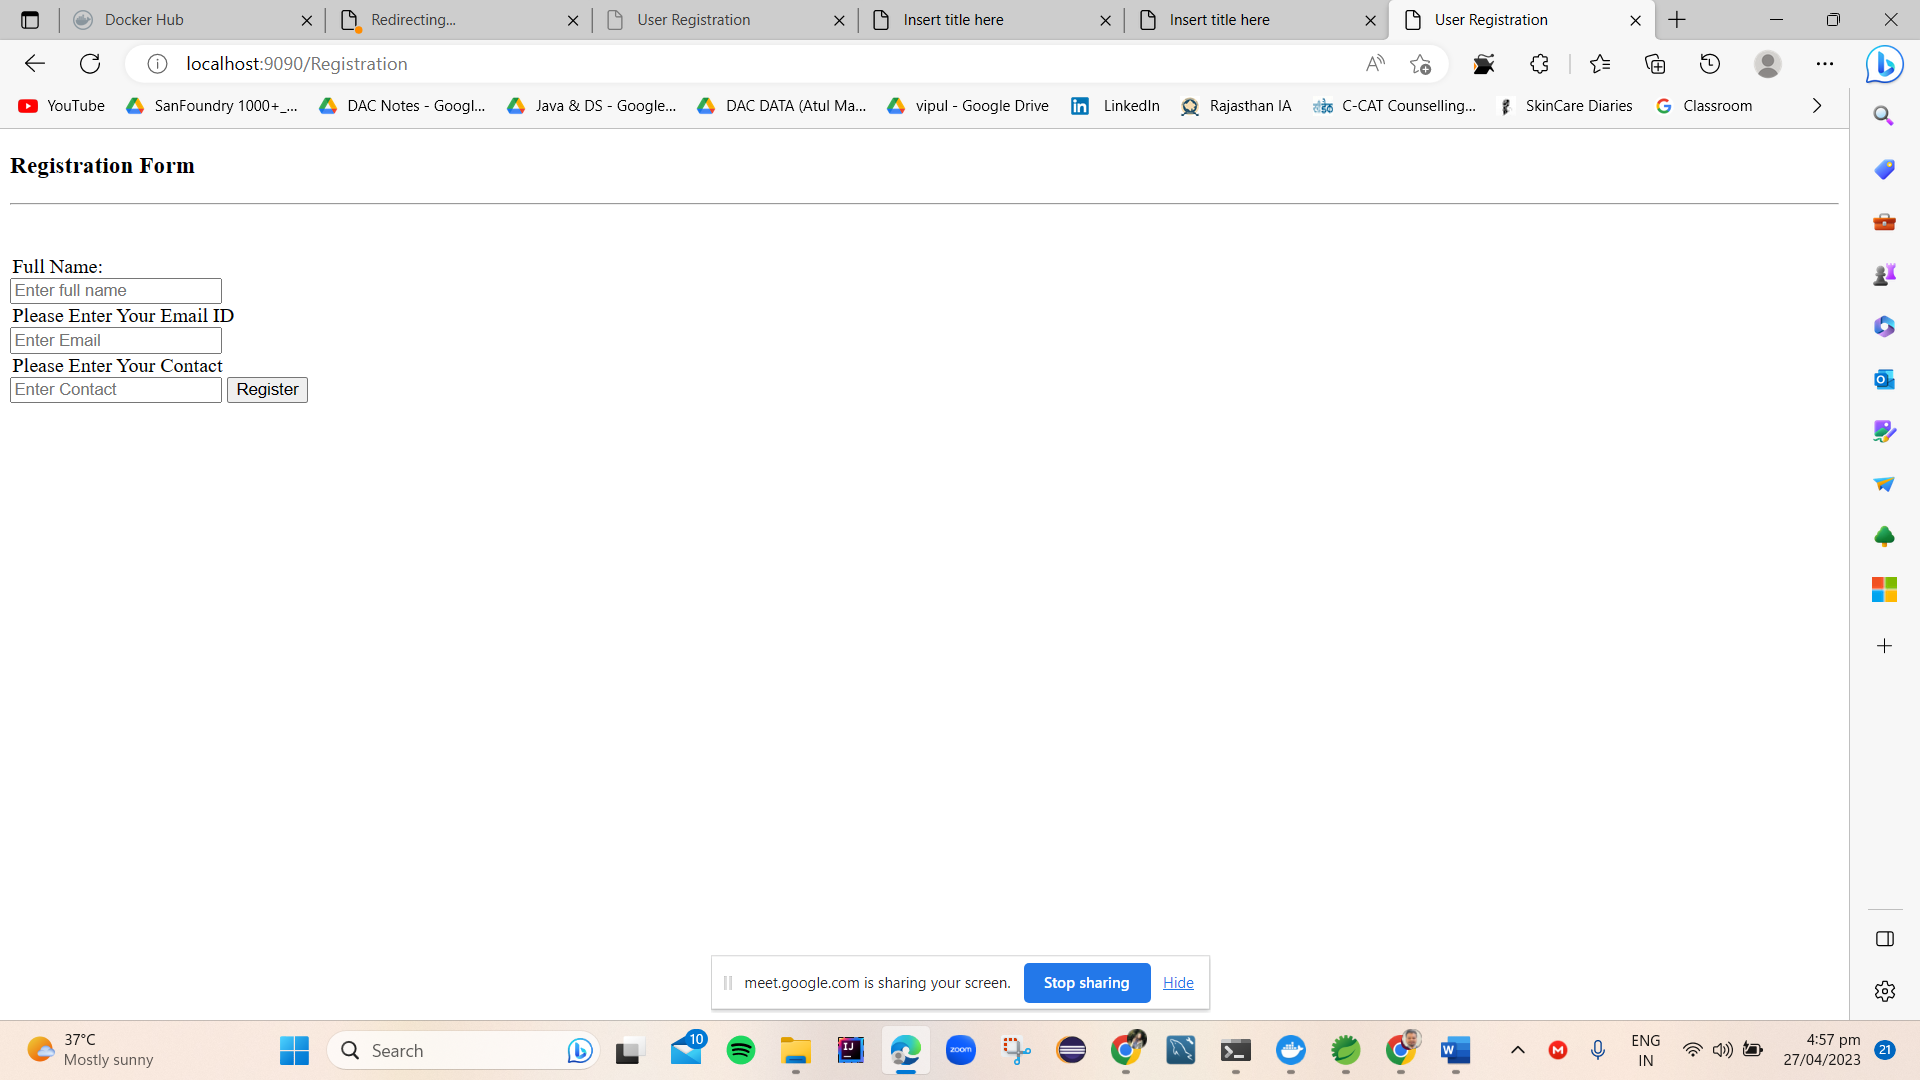 Docker Hub
Redirecting...
User Registration
Insert title here
Insert title here
User Registration
localhost:9090/Registration
YouTube
SanFoundry 1000+_...
DAC Notes - Googl...
Java & DS - Google...
DAC DATA (Atul Ma...
vipul - Google Drive
LinkedIn
Rajasthan IA
C-CAT Counselling...
SkinCare Diaries
Classroom
Registration Form
Full Name:
Enter full name
Please Enter Your Email ID
Enter Email
Please Enter Your Contact
Enter Contact Register
meet.google.com is sharing your screen. Stop sharing Hide
37°C
Mostly sunny
Search
10
zoom
ENG
IN
4:57 pm
27/04/2023
21